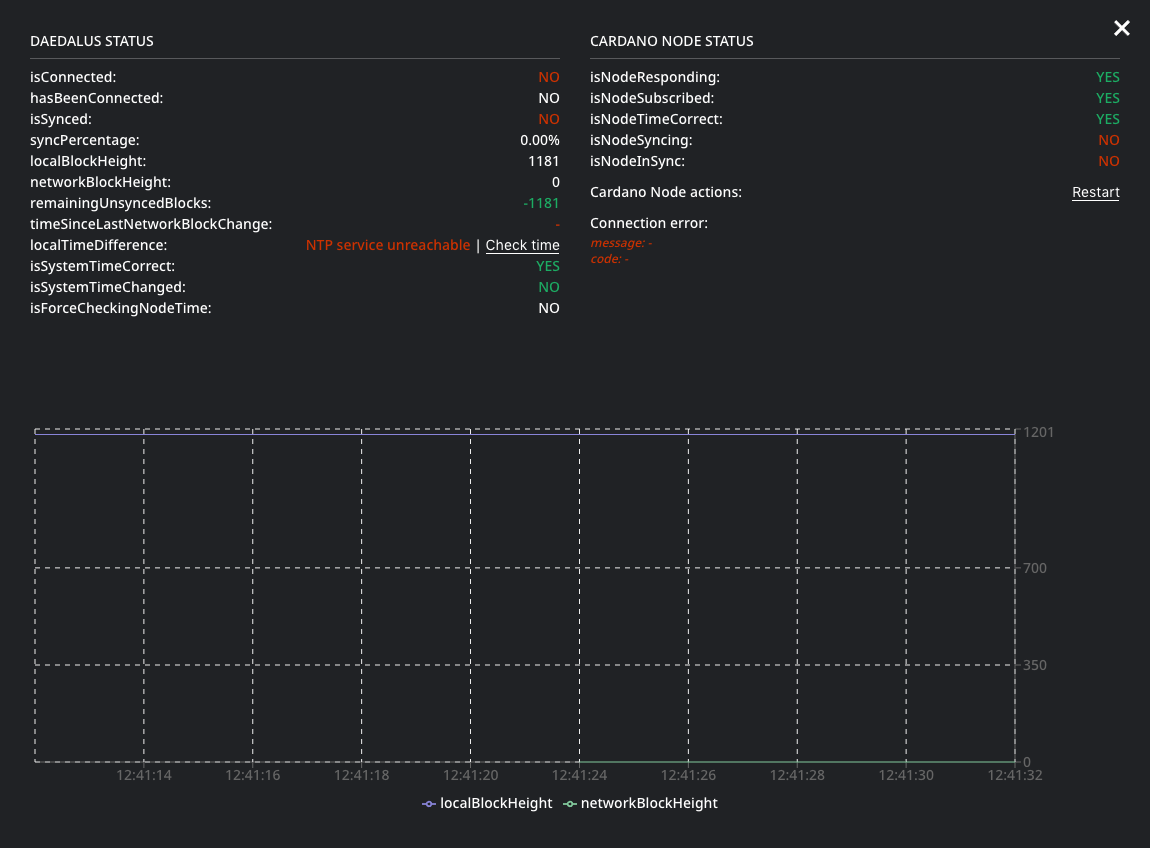 DAEDALUS STATUS
isConnected: NO
hasBeenConnected: NO
isSynced: NO
syncPercentage: 0.00%
localBlockHeight: 1181
networkBlockHeight: 0
remainingUnsyncedBlocks: -1181
timeSinceLastNetworkBlockChange: -
localTimeDifference: NTP service unreachable | Check time
isSystemTimeCorrect: YES
isSystemTimeChanged: NO
isForceCheckingNodeTime: NO
CARDANO NODE STATUS
isNodeResponding: YES
isNodeSubscribed: YES
isNodeTimeCorrect: YES
isNodeSyncing: NO
isNodeInSync: NO
Cardano Node actions: Restart
Connection error:
message: -
code: -
1201
700
350
0
12:41:14 12:41:16 12:41:18 12:41:20 12:41:24 12:41:26 12:41:28 12:41:30 12:41:32
localBlockHeight networkBlockHeight